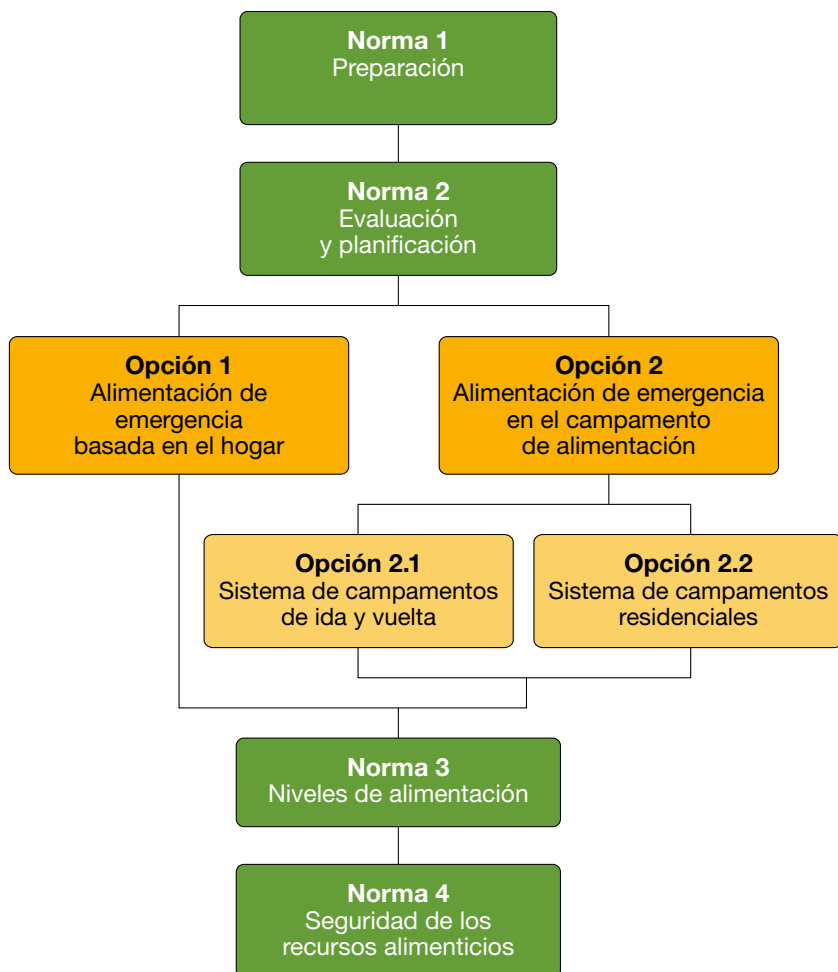 Norma 1
Preparación
Norma 2
Evaluación
y planificación
Opción 1
Alimentación de
emergencia
basada en el hogar
Opción 2
Alimentación de emergencia
en el campamento
de alimentación
Opción 2.1
Sistema de campamentos
de ida y vuelta
Opción 2.2
Sistema de campamentos
residenciales
Norma 3
Niveles de alimentación
Norma 4
Seguridad de los
recursos alimenticios